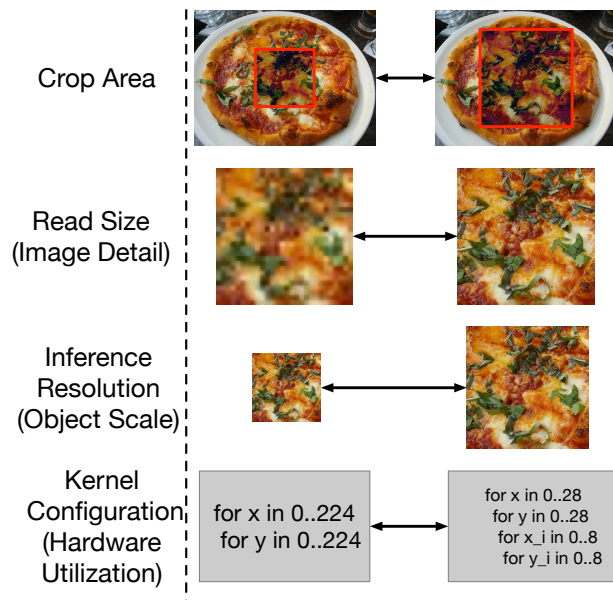 Crop Area
Read Size
(Image Detail)
Inference
Resolution
(Object Scale)
Kernel
Configuration
(Hardware
Utilization)
for x in 0..224
for y in 0..224
for x in 0..28
for y in 0..28
for x_i in 0..8
for y_i in 0..8